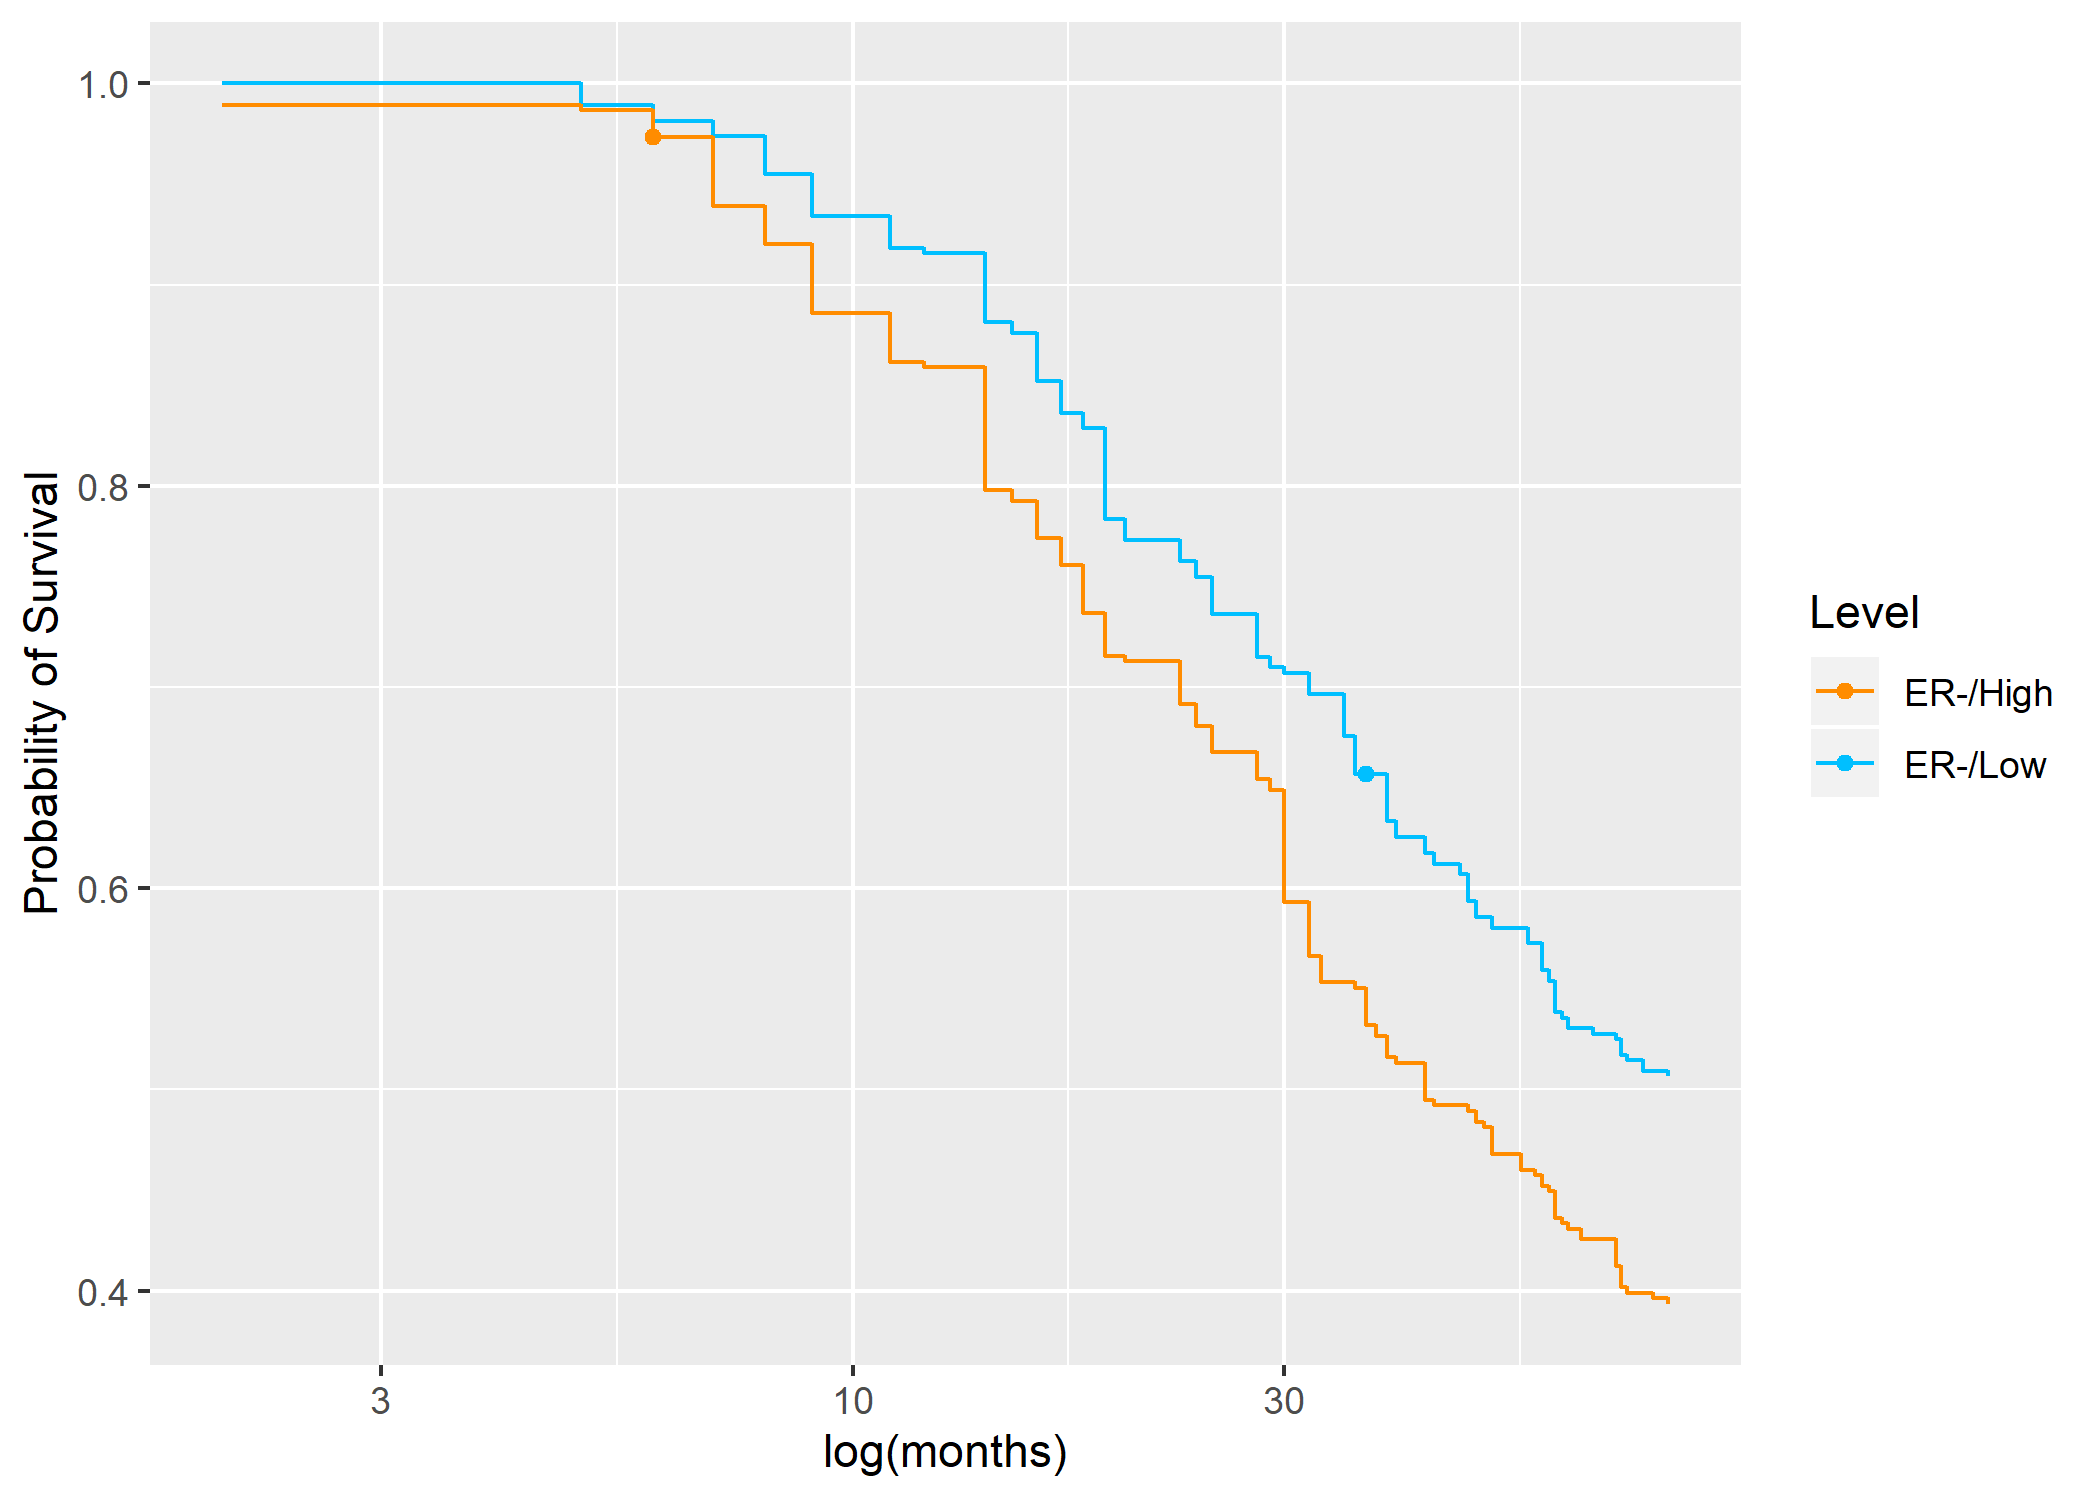 1.0
0.8
0.6
0.4
Probability of Survival
3
10
30
log(months)
Level
ER-/High
ER-/Low